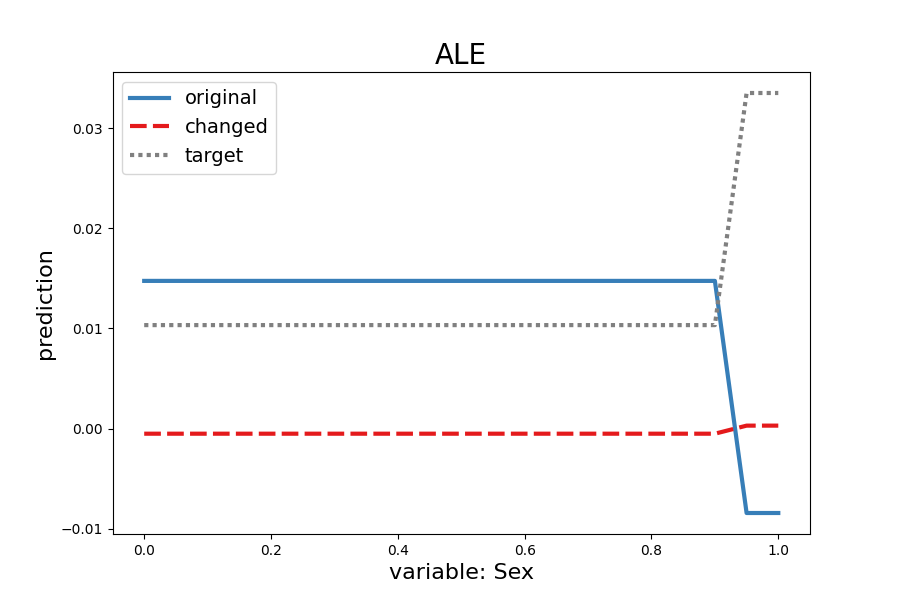 ALE
original
changed
target
prediction
0.03
0.02
0.01
0.00
−0.01
0.0 0.2 0.4 0.6 0.8 1.0
variable: Sex